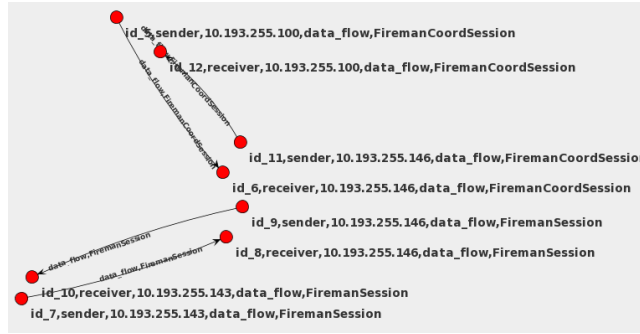 id_5,sender,10.193.255.100,data_flow,FiremanCoordSession
id_12,receiver,10.193.255.100,data_flow,FiremanCoordSession
data_flow,FiremanCoordSession
data_flow,FiremanCoordSession
id_11,sender,10.193.255.146,data_flow,FiremanCoordSession
id_6,receiver,10.193.255.146,data_flow,FiremanCoordSession
id_9,sender,10.193.255.146,data_flow,FiremanSession
id_8,receiver,10.193.255.146,data_flow,FiremanSession
data_flow,FiremanSession
data_flow,FiremanSession
id_10,receiver,10.193.255.143,data_flow,FiremanSession
id_7,sender,10.193.255.143,data_flow,FiremanSession